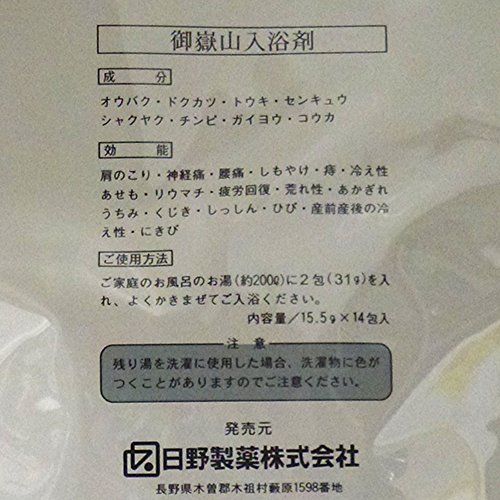 御嶽山入浴剤
成分
オウバク・ドクカツ・トウキ・センキュウ
シャクヤク・チンピ・ガイヨウ・コウカ
効能
肩のこり・神経痛・腰痛・しもやけ・痔・冷え性
あせも・リウマチ・疲労回復・荒れ性・あかぎれ
うちみ・くじき・しっしん・ひび・産前産後の冷
え性・にきび
ご使用方法
ご家庭のお風呂のお湯(約200ℓ)に2包(31g)を入
れ、よくかきまぜてご入浴ください。
内容量/15.5g×14包入
注意
残り湯を洗濯に使用した場合、洗濯物に色が
つくことがありますのでご注意ください。
発売元
日野製薬株式会社
長野県木曽郡木祖村薮原1598番地